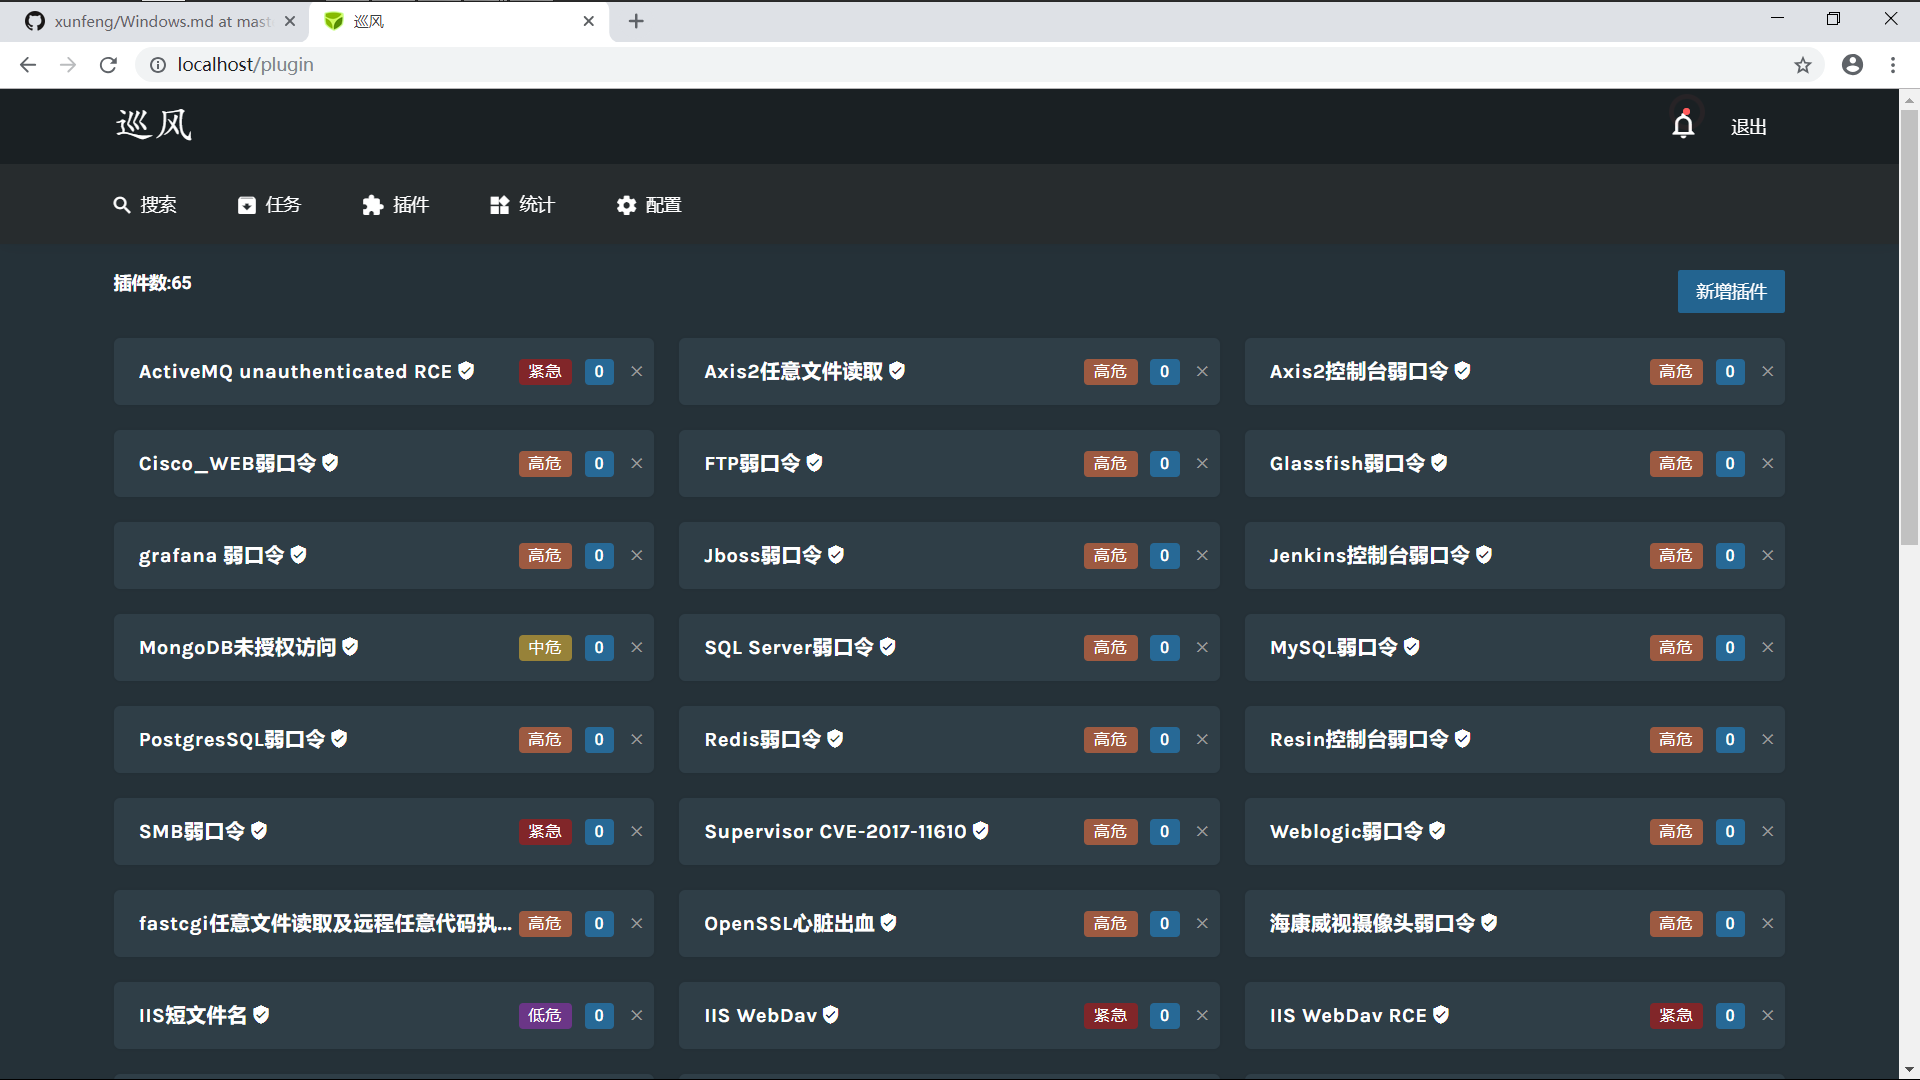 xunfeng/Windows.md at mast
巡风
localhost/plugin
巡风
退出
搜索 任务 插件 统计 配置
插件数:65
新增插件
ActiveMQ unauthenticated RCE 紧急 0
Axis2任意文件读取 高危 0
Axis2控制台弱口令 高危 0
Cisco_WEB弱口令 高危 0
FTP弱口令 高危 0
Glassfish弱口令 高危 0
grafana 弱口令 高危 0
Jboss弱口令 高危 0
Jenkins控制台弱口令 高危 0
MongoDB未授权访问 中危 0
SQL Server弱口令 高危 0
MySQL弱口令 高危 0
PostgresSQL弱口令 高危 0
Redis弱口令 高危 0
Resin控制台弱口令 高危 0
SMB弱口令 紧急 0
Supervisor CVE-2017-11610 高危 0
Weblogic弱口令 高危 0
fastcgi任意文件读取及远程任意代码执... 高危 0
OpenSSL心脏出血 高危 0
海康威视摄像头弱口令 高危 0
IIS短文件名 低危 0
IIS WebDav 紧急 0
IIS WebDav RCE 紧急 0